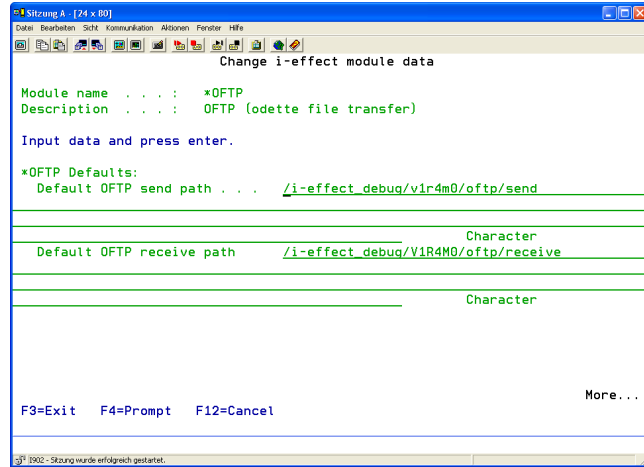 Sitzung A - [24 x 80]
Datei Bearbeiten Sicht Kommunikation Aktionen Fenster Hilfe
Change i-effect module data
Module name . . . : *OFTP
Description . . . : OFTP (odette file transfer)
Input data and press enter.
*OFTP Defaults:
Default OFTP send path . . . /i-effect_debug/v1r4m0/oftp/send
Character
Default OFTP receive path /i-effect_debug/V1R4M0/oftp/receive
Character
More...
F3=Exit F4=Prompt F12=Cancel
I902 - Sitzung wurde erfolgreich gestartet.